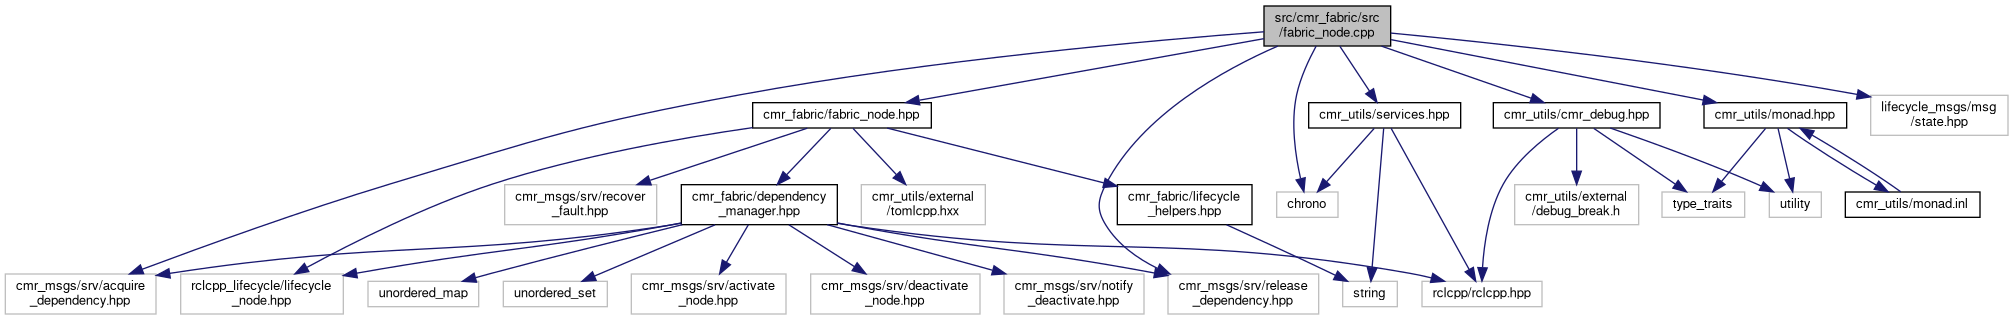 src/cmr_fabric/src
/fabric_node.cpp
cmr_fabric/fabric_node.hpp
cmr_utils/services.hpp
cmr_utils/cmr_debug.hpp
cmr_utils/monad.hpp
lifecycle_msgs/msg
/state.hpp
cmr_msgs/srv/recover
_fault.hpp
cmr_fabric/dependency
_manager.hpp
cmr_utils/external
/tomlcpp.hxx
cmr_fabric/lifecycle
_helpers.hpp
chrono
cmr_utils/external
/debug_break.h
type_traits
utility
cmr_utils/monad.inl
cmr_msgs/srv/acquire
_dependency.hpp
rclcpp_lifecycle/lifecycle
_node.hpp
unordered_map
unordered_set
cmr_msgs/srv/activate
_node.hpp
cmr_msgs/srv/deactivate
_node.hpp
cmr_msgs/srv/notify
_deactivate.hpp
cmr_msgs/srv/release
_dependency.hpp
string
rclcpp/rclcpp.hpp